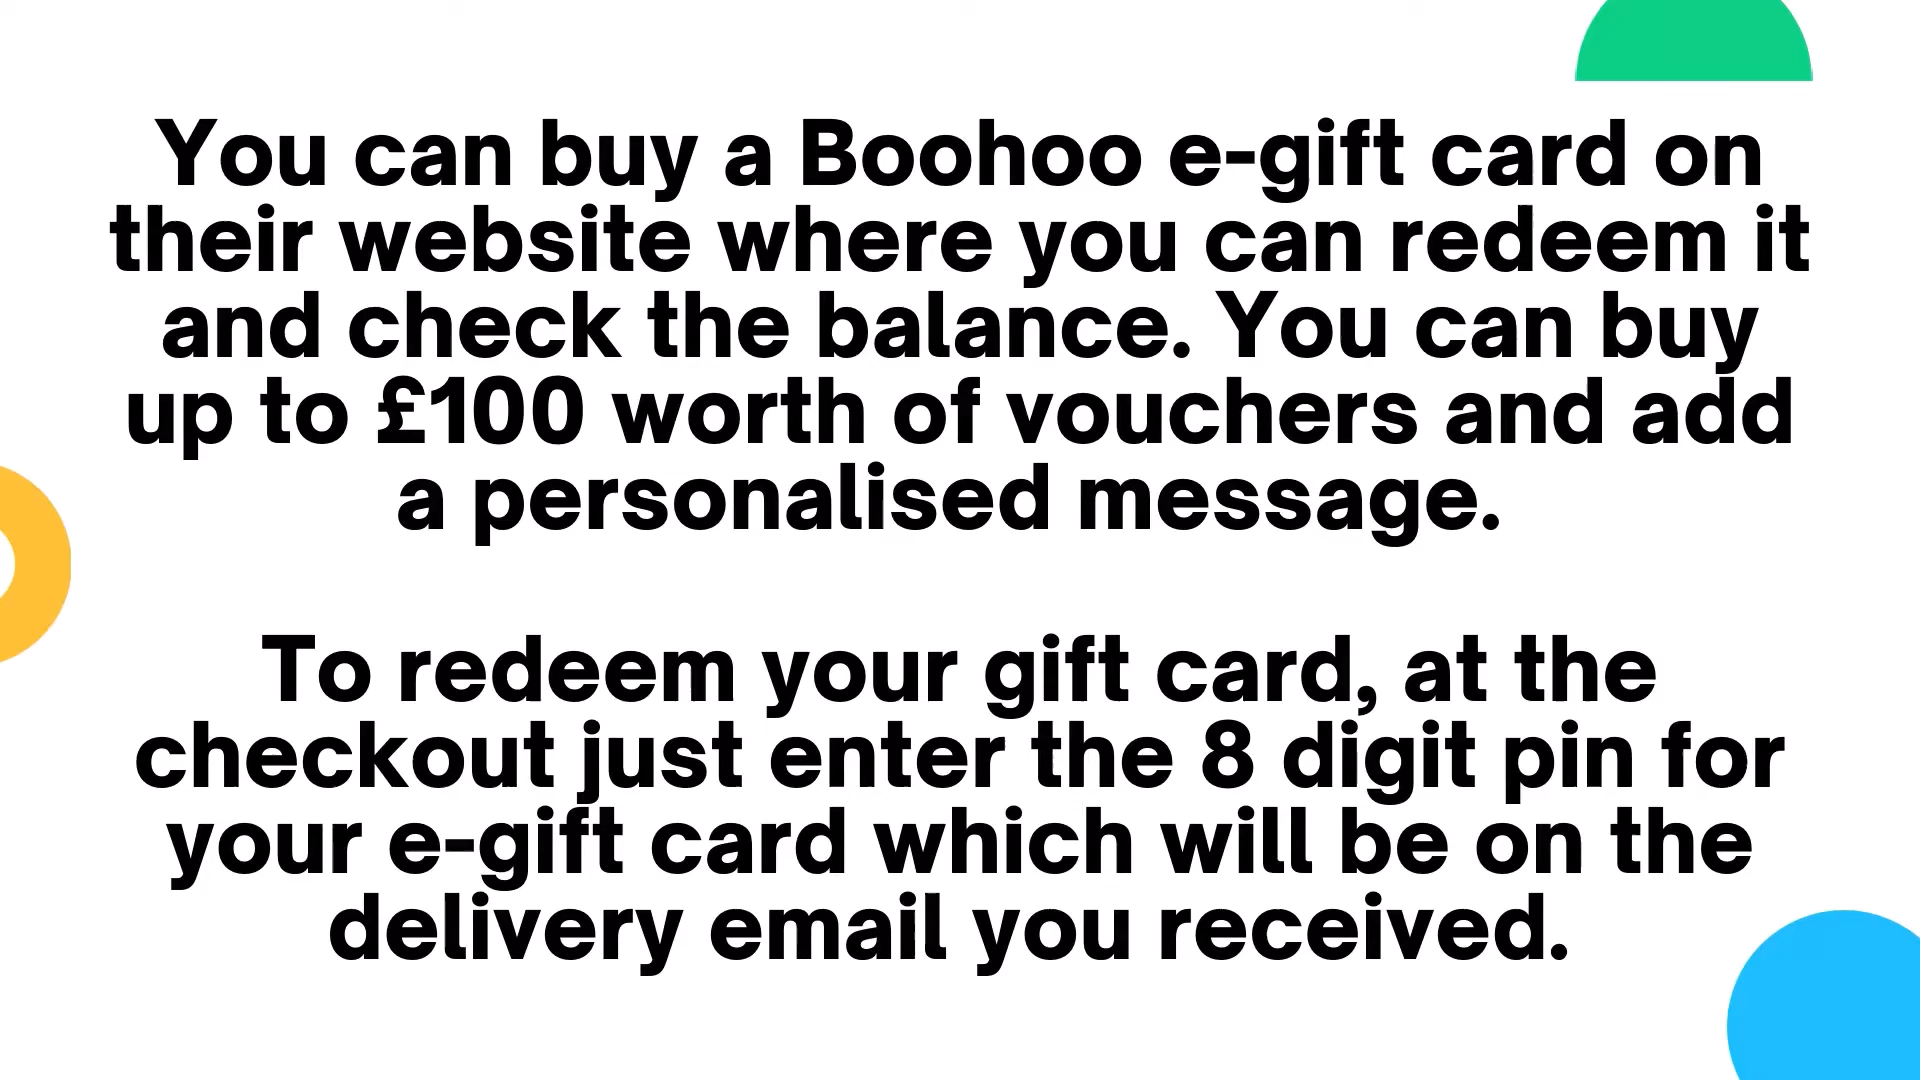 You can buy a Boohoo e-gift card on
their website where you can redeem it
and check the balance. You can buy
up to £100 worth of vouchers and add
a personalised message.
To redeem your gift card, at the
checkout just enter the 8 digit pin for
your e-gift card which will be on the
delivery email you received.